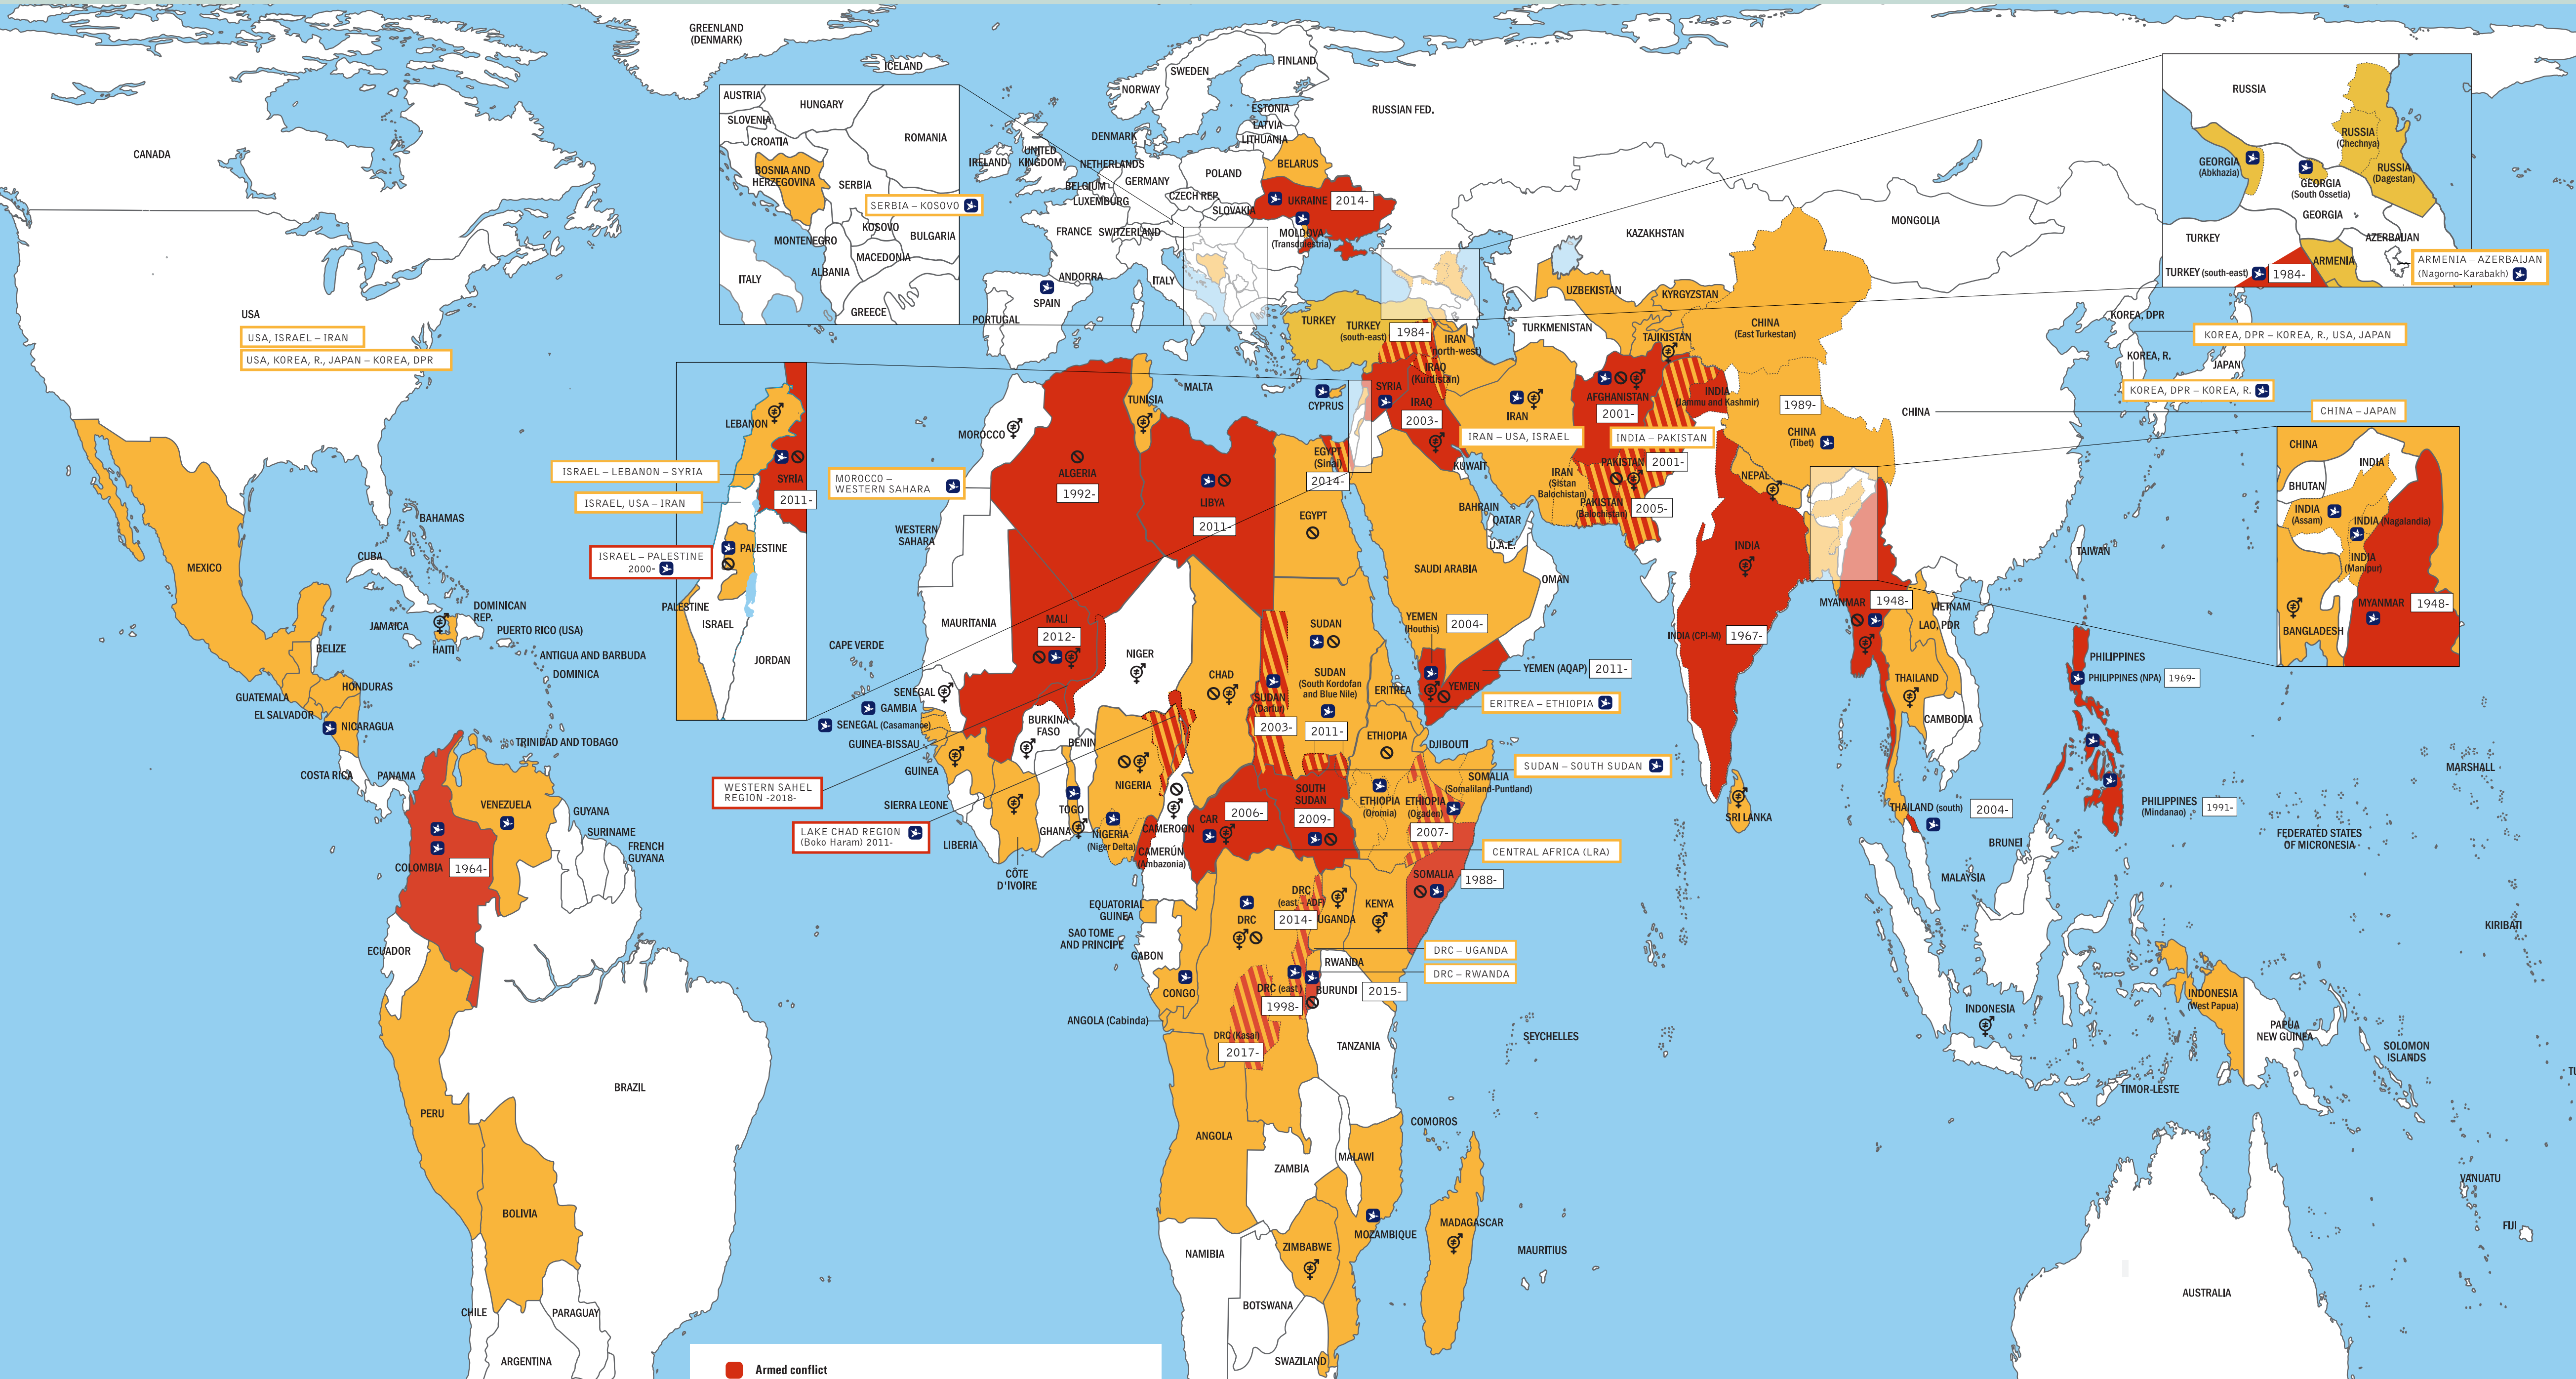 GREENLAND
(DENMARK)
ICELAND
SWEDEN
FINLAND
NORWAY
RUSSIAN FED.
ESTONIA
LATVIA
LITHUANIA
DENMARK
UNITED
KINGDOM
IRELAND
NETHERLANDS
BELARUS
BELGIUM
LUXEMBURG
GERMANY
POLAND
CZECH REP.
SLOVAKIA
UKRAINE
2014-
MOLDOVA
(Transdniestria)
FRANCE
SWITZERLAND
ANDORRA
ITALY
SPAIN
PORTUGAL
AUSTRIA
HUNGARY
SLOVENIA
CROATIA
ROMANIA
BOSNIA AND
HERZEGOVINA
SERBIA
SERBIA – KOSOVO
KOSOVO
MONTENEGRO
BULGARIA
MACEDONIA
ALBANIA
ITALY
GREECE
RUSSIA
RUSSIA
(Chechnya)
GEORGIA
(Abkhazia)
RUSSIA
(Dagestan)
GEORGIA
(South Ossetia)
GEORGIA
TURKEY
AZERBAIJAN
ARMENIA
TURKEY (south-east)
1984-
ARMENIA – AZERBAIJAN
(Nagorno-Karabakh)
CANADA
USA
USA, ISRAEL – IRAN
USA, KOREA, R., JAPAN – KOREA, DPR
KAZAKHSTAN
MONGOLIA
UZBEKISTAN
KYRGYZSTAN
TURKMENISTAN
TAJIKISTAN
CHINA
(East Turkestan)
TURKEY
TURKEY
(south-east)
1984-
IRAN
(north-west)
IRAQ
(Kurdistan)
SYRIA
IRAQ
2003-
CYPRUS
MALTA
IRAN
AFGHANISTAN
2001-
INDIA
(Jammu and Kashmir)
1989-
CHINA
(Tibet)
CHINA
KOREA, DPR
KOREA, R.
JAPAN
KOREA, DPR – KOREA, R., USA, JAPAN
KOREA, DPR – KOREA, R.
CHINA – JAPAN
IRAN – USA, ISRAEL
INDIA – PAKISTAN
PAKISTAN
2001-
IRAN
(Sistan
Balochistan)
PAKISTAN
(Balochistan)
2005-
KUWAIT
BAHRAIN
QATAR
U.A.E.
OMAN
SAUDI ARABIA
NEPAL
INDIA
INDIA (CPI-M)
1967-
SRI LANKA
CHINA
INDIA
BHUTAN
INDIA
(Assam)
INDIA (Nagalandia)
INDIA
(Manipur)
MYANMAR
1948-
BANGLADESH
MYANMAR
1948-
VIETNAM
LAO, PDR
THAILAND
CAMBODIA
TAIWAN
THAILAND (south)
2004-
PHILIPPINES
PHILIPPINES (NPA)
1969-
PHILIPPINES
(Mindanao)
1991-
BRUNEI
MALAYSIA
INDONESIA
INDONESIA
(West Papua)
PAPUA
NEW GUINEA
TIMOR-LESTE
SOLOMON
ISLANDS
MARSHALL
FEDERATED STATES
OF MICRONESIA
KIRIBATI
VANUATU
FIJI
TU
AUSTRALIA
LEBANON
SYRIA
2011-
PALESTINE
PALESTINE
ISRAEL
JORDAN
ISRAEL – LEBANON – SYRIA
ISRAEL, USA – IRAN
ISRAEL – PALESTINE
2000-
MOROCCO –
WESTERN SAHARA
MOROCCO
WESTERN
SAHARA
ALGERIA
1992-
TUNISIA
LIBYA
2011-
EGYPT
(Sinai)
2014-
EGYPT
MAURITANIA
MALI
2012-
NIGER
CHAD
SUDAN
SUDAN
(South Kordofan
and Blue Nile)
2011-
SUDAN
(Darfur)
2003-
ERITREA
YEMEN
(Houthis)
2004-
YEMEN
YEMEN (AQAP)
2011-
ERITREA – ETHIOPIA
ETHIOPIA
DJIBOUTI
SUDAN – SOUTH SUDAN
SOMALIA
(Somaliland-Puntland)
ETHIOPIA
(Oromia)
ETHIOPIA
(Ogaden)
2007-
CENTRAL AFRICA (LRA)
SOMALIA
1988-
CAPE VERDE
SENEGAL
GAMBIA
SENEGAL (Casamance)
GUINEA-BISSAU
GUINEA
SIERRA LEONE
LIBERIA
CÔTE
D'IVOIRE
BURKINA
FASO
BENIN
TOGO
GHANA
NIGERIA
NIGERIA
(Niger Delta)
CAMEROON
CAMERÚN
(Ambazonia)
WESTERN SAHEL
REGION -2018-
LAKE CHAD REGION
(Boko Haram) 2011-
CAR
2006-
SOUTH
SUDAN
2009-
EQUATORIAL
GUINEA
SAO TOME
AND PRINCIPE
GABON
CONGO
DRC
DRC
(east – ADF)
2014-
UGANDA
KENYA
DRC – UGANDA
DRC – RWANDA
RWANDA
DRC (east)
1998-
BURUNDI
2015-
DRC (Kasai)
2017-
ANGOLA (Cabinda)
TANZANIA
SEYCHELLES
ANGOLA
ZAMBIA
MALAWI
COMOROS
MOZAMBIQUE
MADAGASCAR
MAURITIUS
ZIMBABWE
NAMIBIA
BOTSWANA
SWAZILAND
MEXICO
BAHAMAS
CUBA
DOMINICAN
REP.
JAMAICA
HAITI
PUERTO RICO (USA)
ANTIGUA AND BARBUDA
DOMINICA
BELIZE
GUATEMALA
HONDURAS
EL SALVADOR
NICARAGUA
COSTA RICA
PANAMA
TRINIDAD AND TOBAGO
VENEZUELA
GUYANA
SURINAME
FRENCH
GUYANA
COLOMBIA
1964-
ECUADOR
PERU
BRAZIL
BOLIVIA
CHILE
PARAGUAY
ARGENTINA
Armed conflict